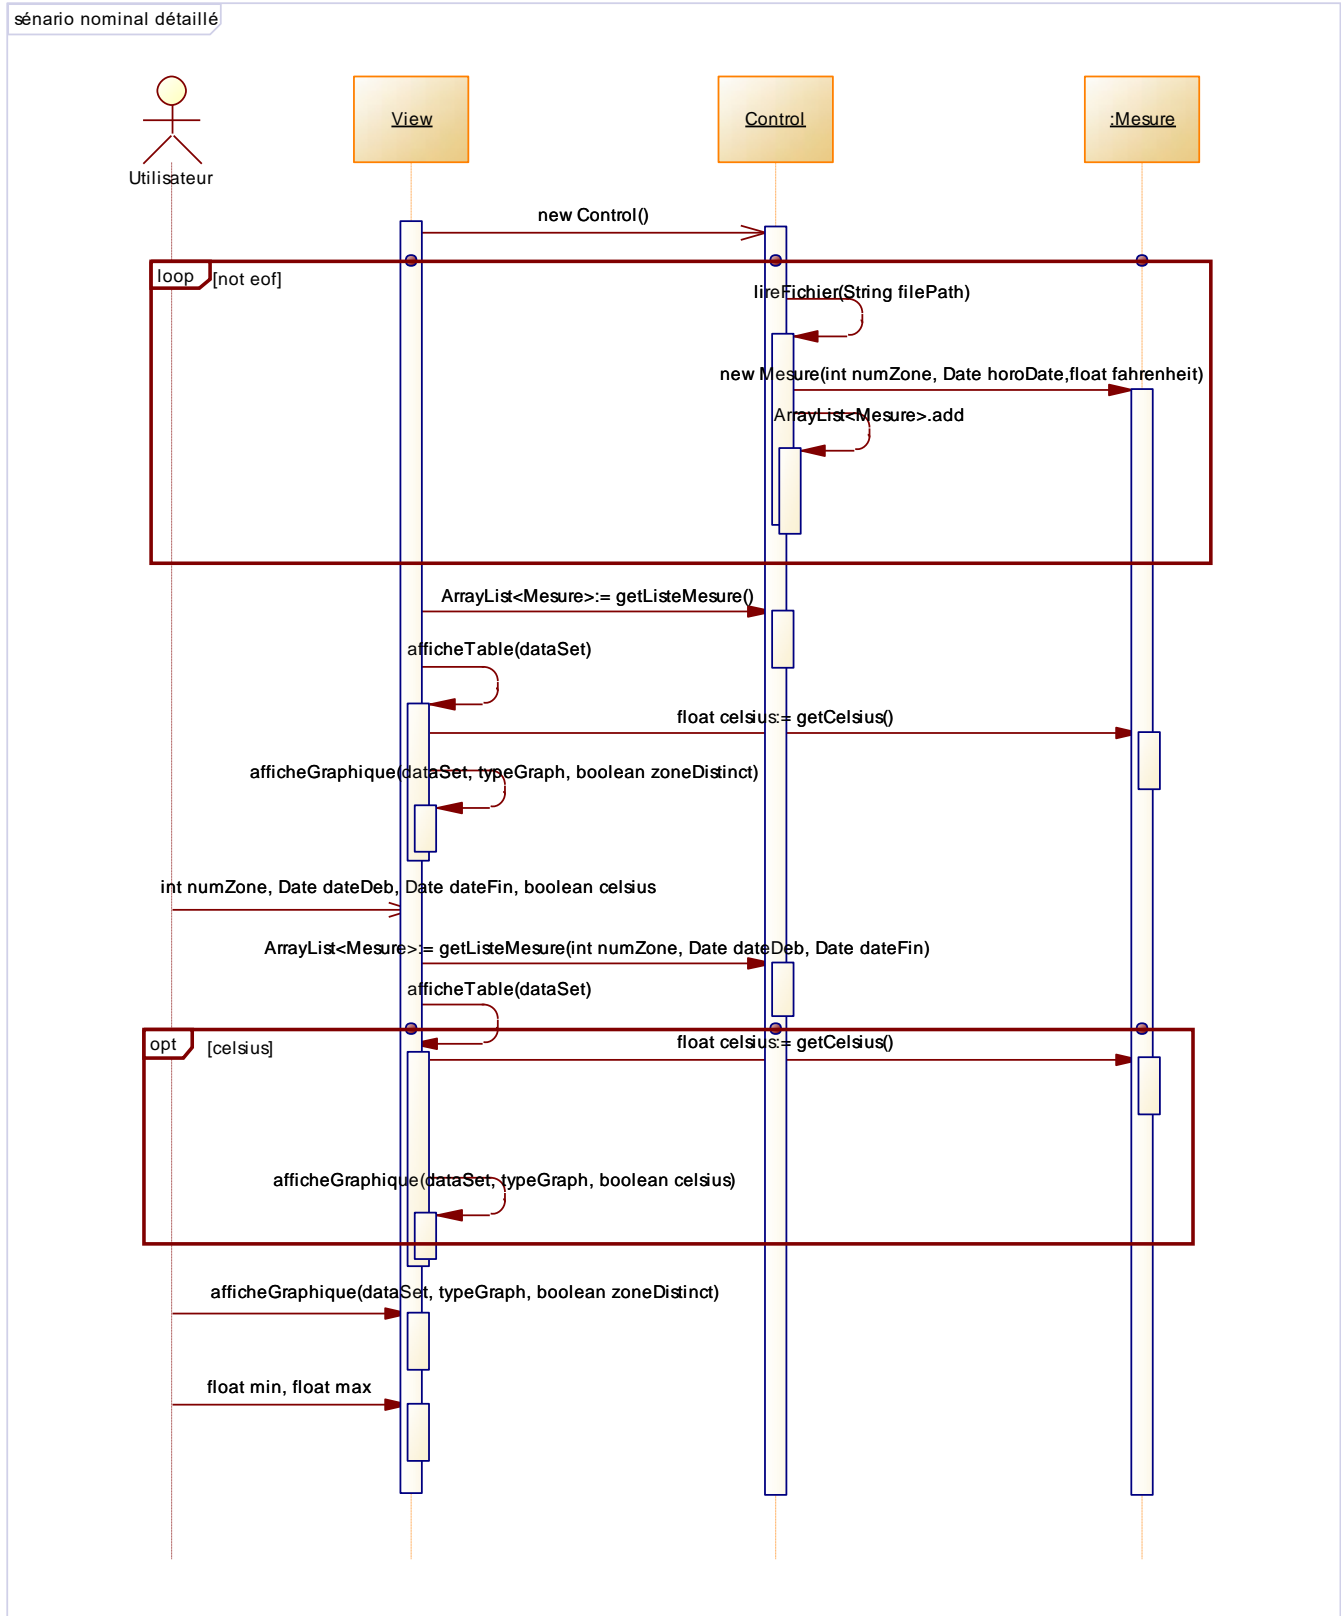 sénario nominal détaillé
Utilisateur
View
Control
:Mesure
new Control()
loop
[not eof]
lireFichier(String filePath)
new Mesure(int numZone, Date horoDate,float fahrenheit)
ArrayList<Mesure>.add
ArrayList<Mesure>:= getListeMesure()
afficheTable(dataSet)
float celsius:= getCelsius()
afficheGraphique(dataSet, typeGraph, boolean zoneDistinct)
int numZone, Date dateDeb, Date dateFin, boolean celsius
ArrayList<Mesure>:= getListeMesure(int numZone, Date dateDeb, Date dateFin)
afficheTable(dataSet)
opt
[celsius]
float celsius:= getCelsius()
afficheGraphique(dataSet, typeGraph, boolean celsius)
afficheGraphique(dataSet, typeGraph, boolean zoneDistinct)
float min, float max